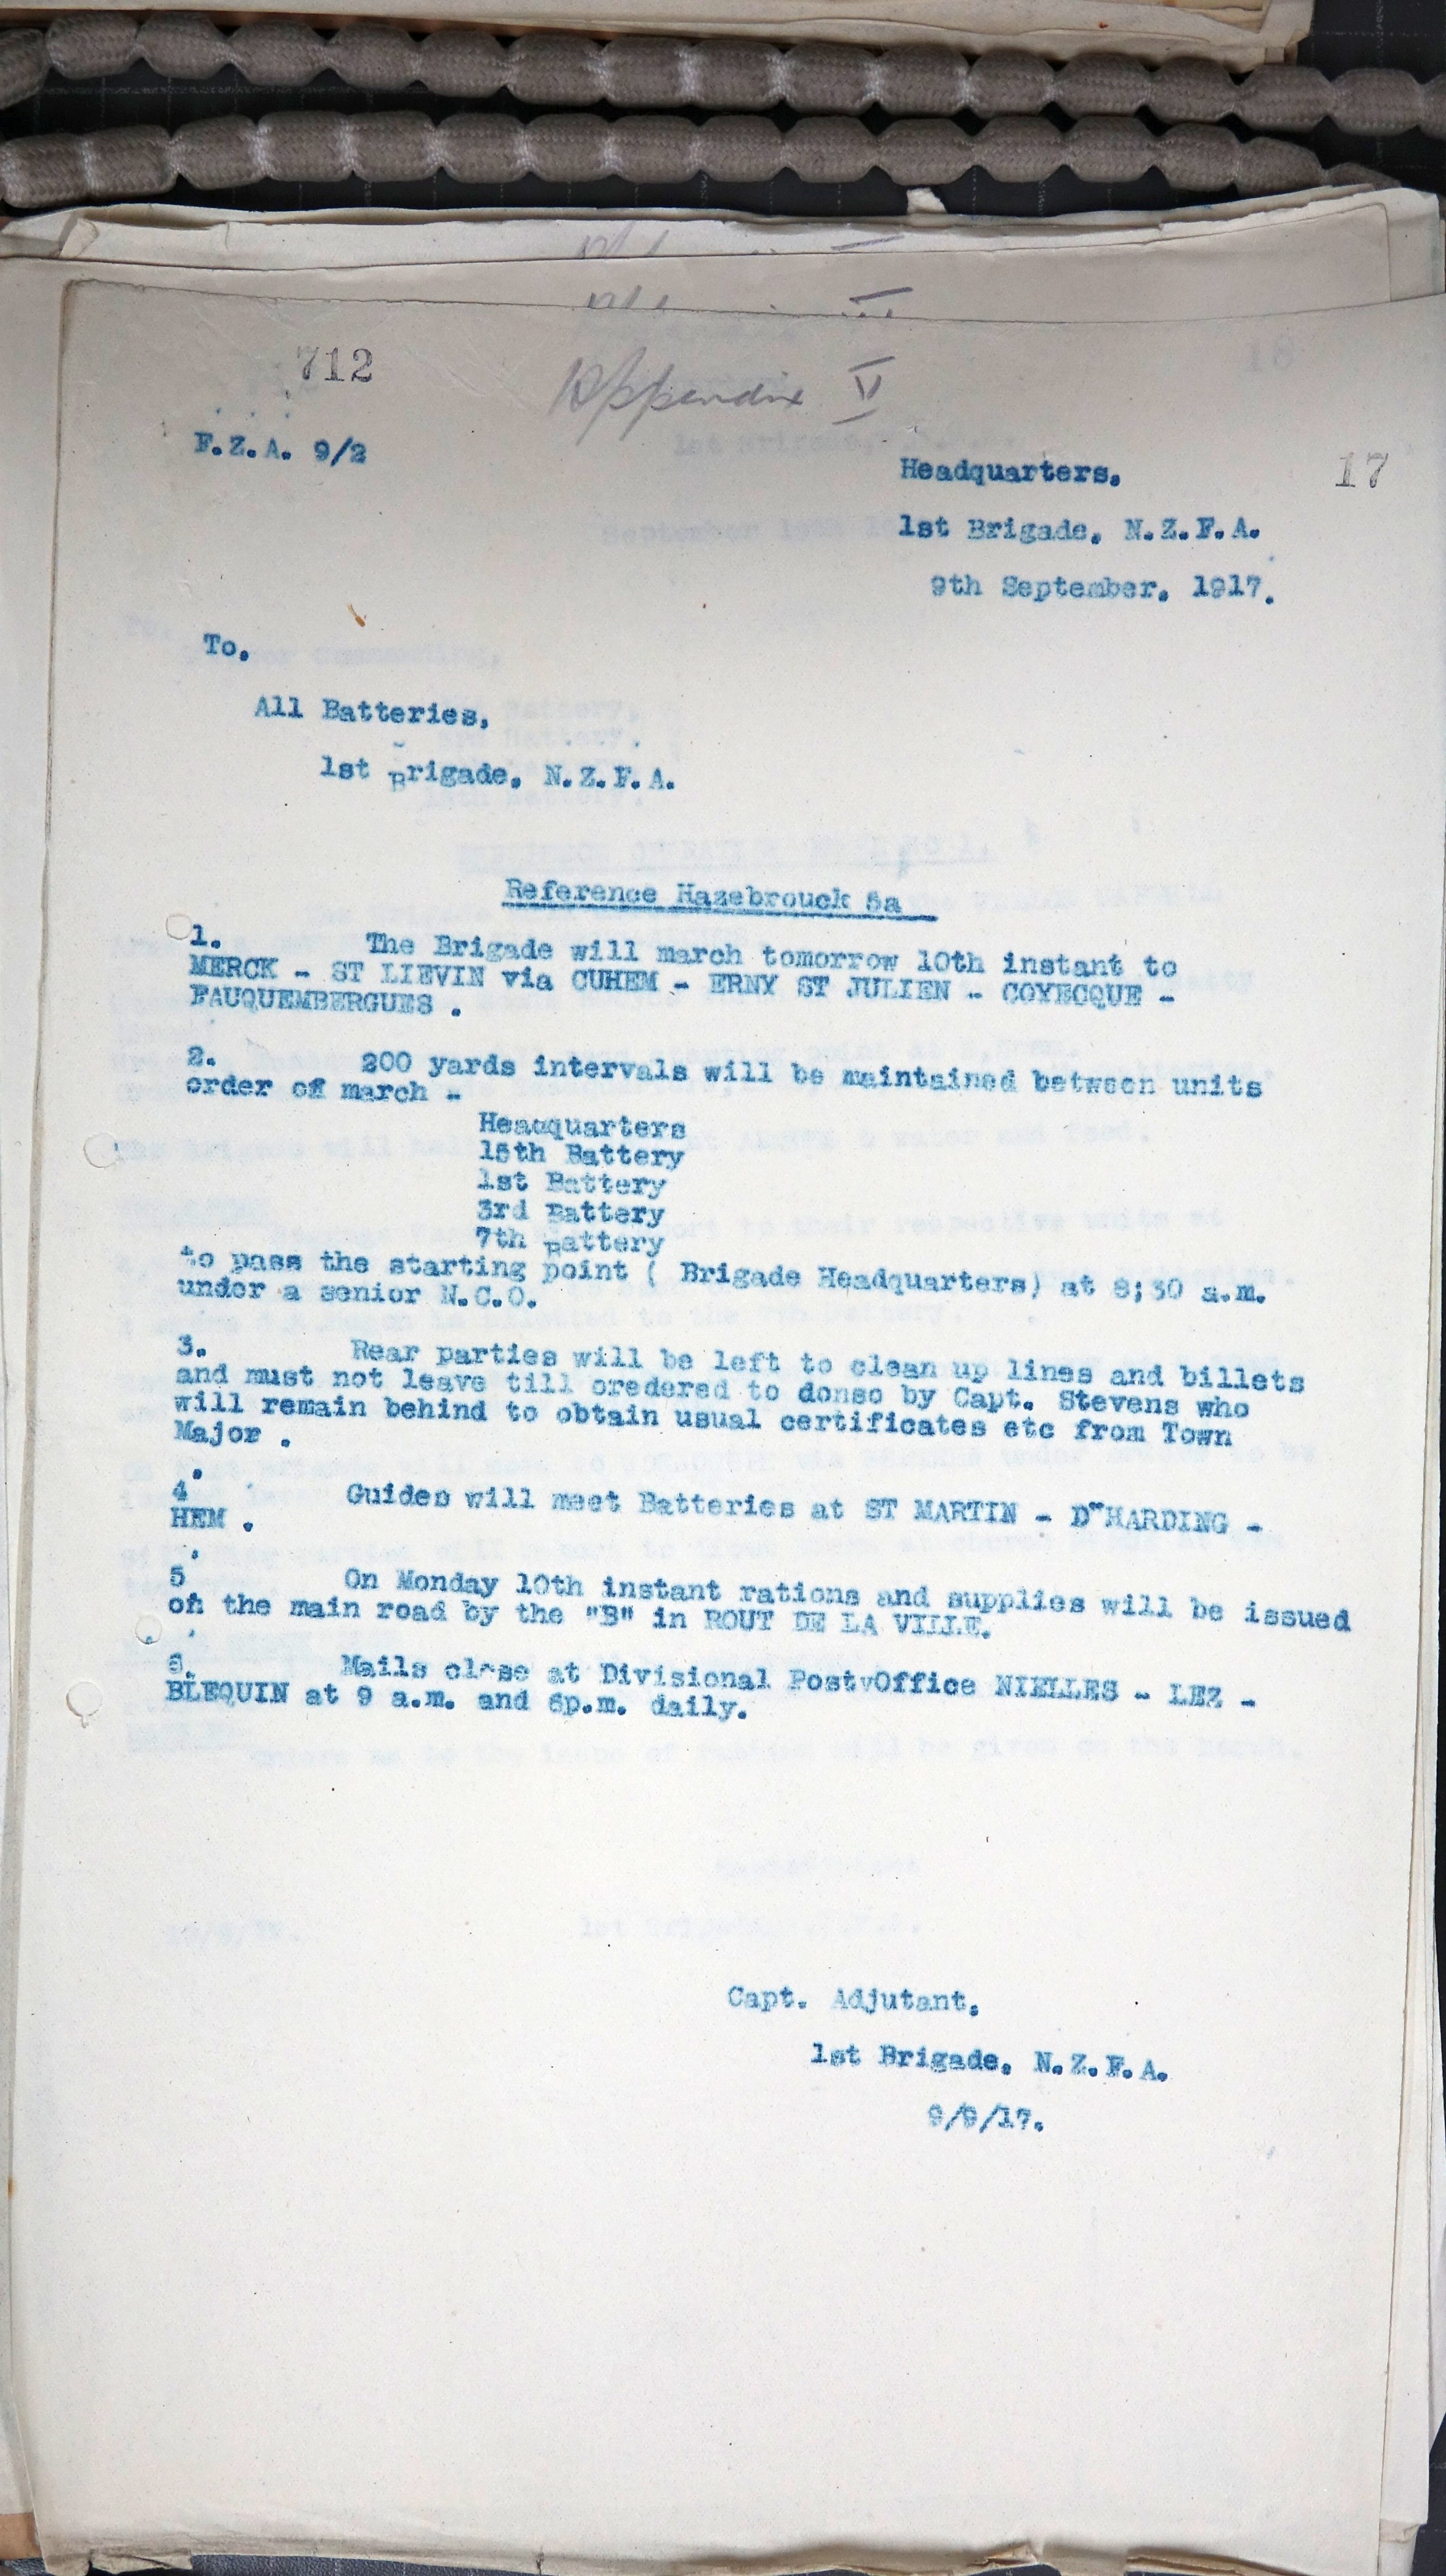 712
Appendix V
F.Z.A. 9/2
Headquarters,
17
1st Brigade, N.Z.F.A.
9th September, 1917.
To,
All Batteries,
1st Brigade, N.Z.F.A.
Reference Hazebrouck 5a
1. The Brigade will march tomorrow 10th instant to
MERCK - ST LIEVIN via CUHEM - ERNY ST JULIEN - COYECQUE -
FAUQUEMBERGUES .
2. 200 yards intervals will be maintained between units
order of march -
Headquarters
15th Battery
1st Battery
3rd Battery
7th Battery
to pass the starting point ( Brigade Headquarters) at 8;30 a.m.
under a senior N.C.O.
3. Rear parties will be left to clean up lines and billets
and must not leave till oredered to donso by Capt. Stevens who
will remain behind to obtain usual certificates etc from Town
Major .
4. Guides will meet Batteries at ST MARTIN - D"HARDING -
HEM .
5. On Monday 10th instant rations and supplies will be issued
on the main road by the "B" in ROUT DE LA VILLE.
6. Mails close at Divisional PostvOffice NIELLES - LEZ -
BLEQUIN at 9 a.m. and 6p.m. daily.
Capt. Adjutant,
1st Brigade, N.Z.F.A.
9/9/17.